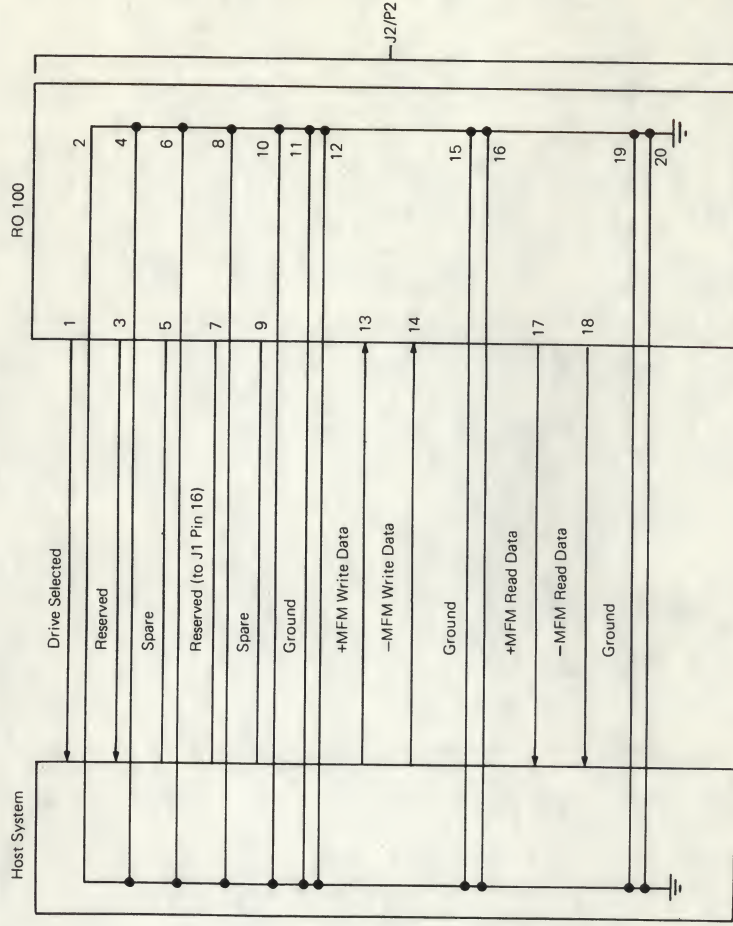 RO 100
Host System
J2/P2
Drive Selected 1
2
Reserved 3
4
Spare 5
6
Reserved (to J1 Pin 16) 7
8
Spare 9
10
Ground 11
12
+MFM Write Data 13
−MFM Write Data 14
Ground 15
16
+MFM Read Data 17
−MFM Read Data 18
Ground 19
20